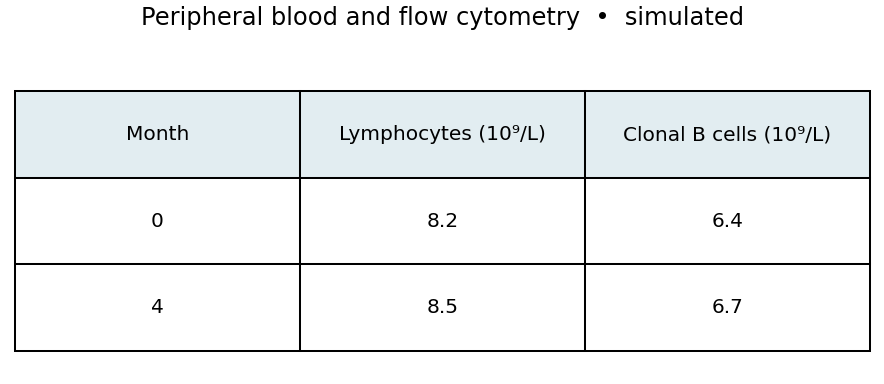 Peripheral blood and flow cytometry • simulated
Month Lymphocytes (10⁹/L) Clonal B cells (10⁹/L)
0 8.2 6.4
4 8.5 6.7